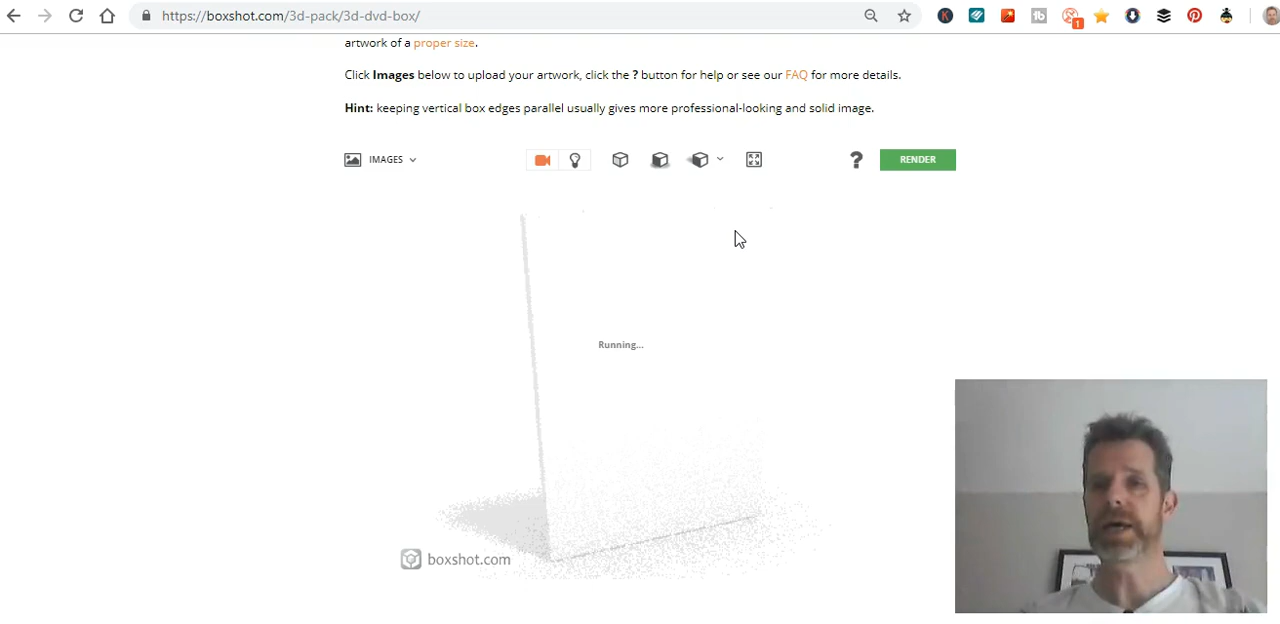 https://boxshot.com/3d-pack/3d-dvd-box/
1
artwork of a proper size.
Click Images below to upload your artwork, click the ? button for help or see our FAQ for more details.
Hint: keeping vertical box edges parallel usually gives more professional-looking and solid image.
IMAGES
?
RENDER
Running...
boxshot.com